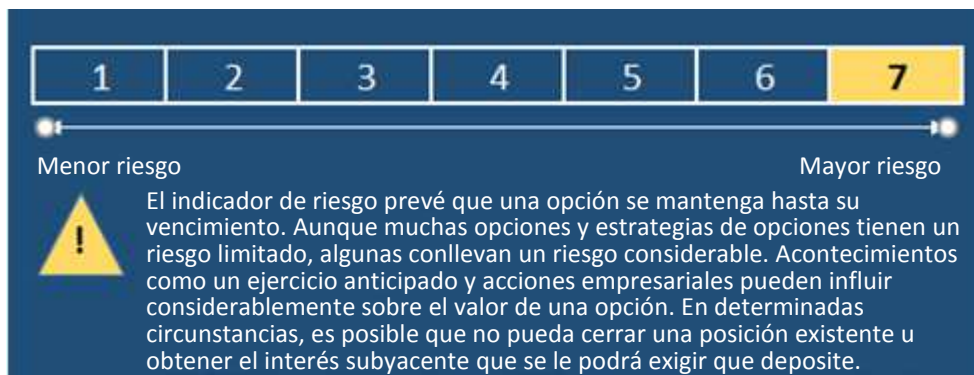 1 2 3 4 5 6 7
Menor riesgo Mayor riesgo
! El indicador de riesgo prevé que una opción se mantenga hasta su
vencimiento. Aunque muchas opciones y estrategias de opciones tienen un
riesgo limitado, algunas conllevan un riesgo considerable. Acontecimientos
como un ejercicio anticipado y acciones empresariales pueden influir
considerablemente sobre el valor de una opción. En determinadas
circunstancias, es posible que no pueda cerrar una posición existente u
obtener el interés subyacente que se le podrá exigir que deposite.